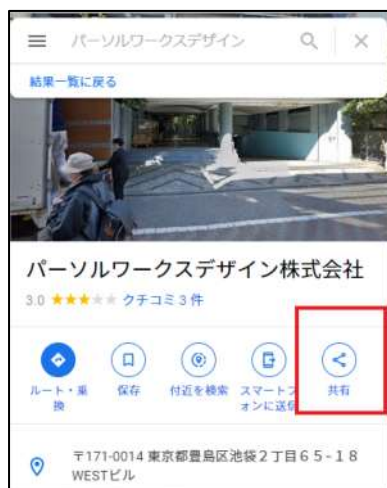 パーソルワークスデザイン
結果一覧に戻る
パーソルワークスデザイン株式会社
3.0 ★★★★★ クチコミ 3 件
ルート・乗換
保存
付近を検索
スマートフォンに送信
共有
〒171-0014 東京都豊島区池袋２丁目６５−１８
WESTビル